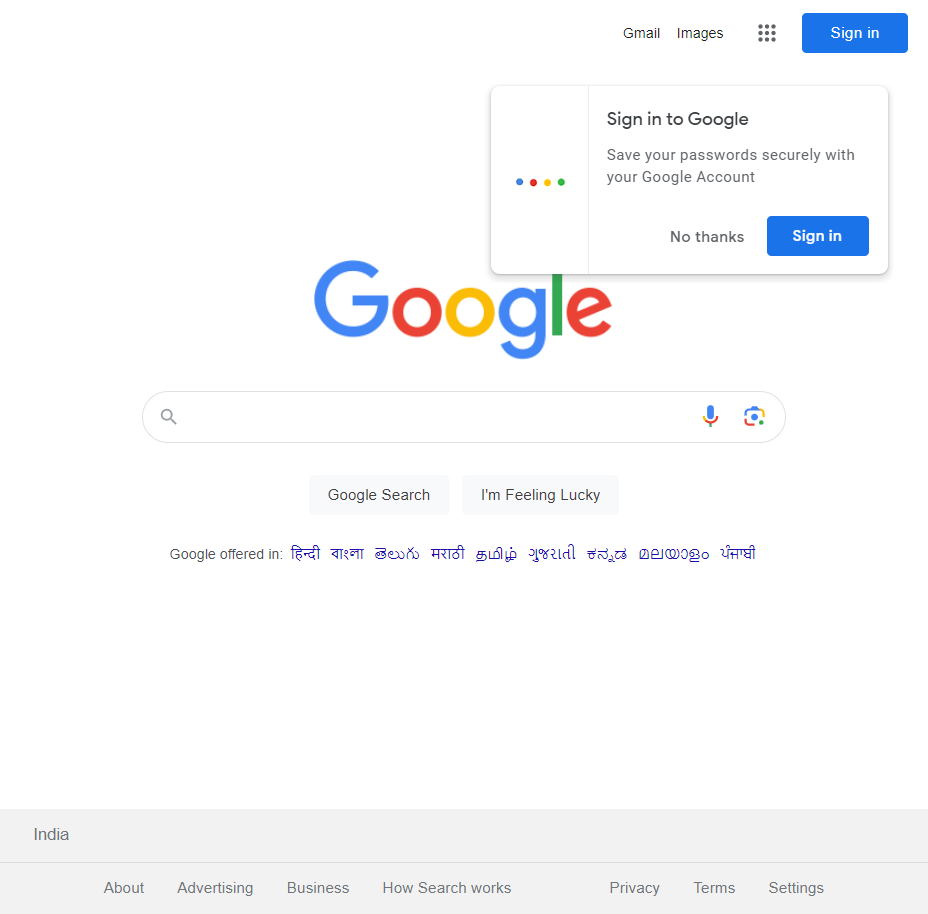 Gmail Images Sign in
Sign in to Google
Save your passwords securely with
your Google Account
No thanks Sign in
Google
Google Search I'm Feeling Lucky
Google offered in: हिन्दी বাংলা తెలుగు मराठी தமிழ் ગુજરાતી ಕನ್ನಡ മലയാളം ਪੰਜਾਬੀ
India
About Advertising Business How Search works Privacy Terms Settings